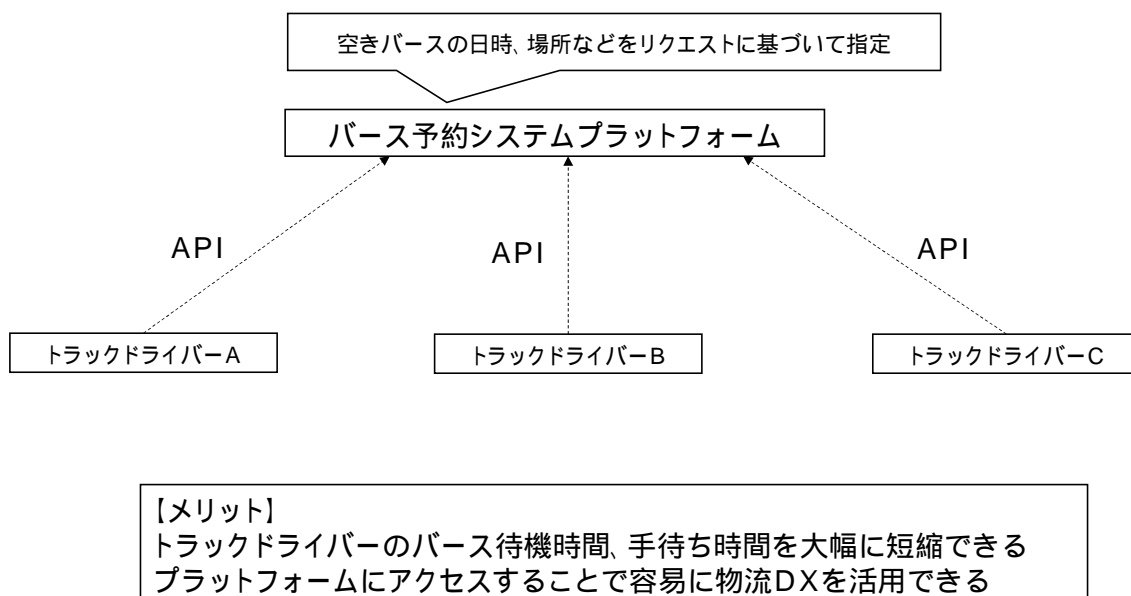 空きバースの日時、場所などをリクエストに基づいて指定
バース予約システムプラットフォーム
API
API
API
トラックドライバーA
トラックドライバーB
トラックドライバーC
【メリット】
トラックドライバーのバース待機時間、手待ち時間を大幅に短縮できる
プラットフォームにアクセスすることで容易に物流DXを活用できる